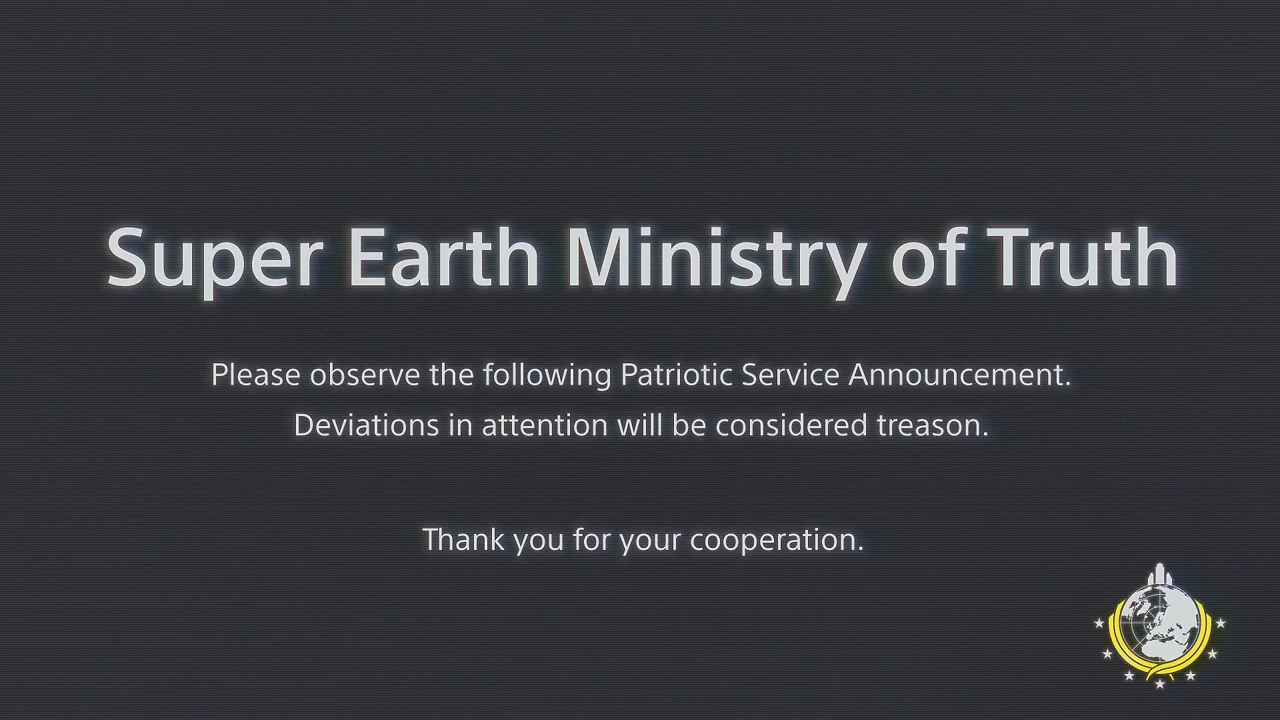 Super Earth Ministry of Truth
Please observe the following Patriotic Service Announcement.
Deviations in attention will be considered treason.
Thank you for your cooperation.